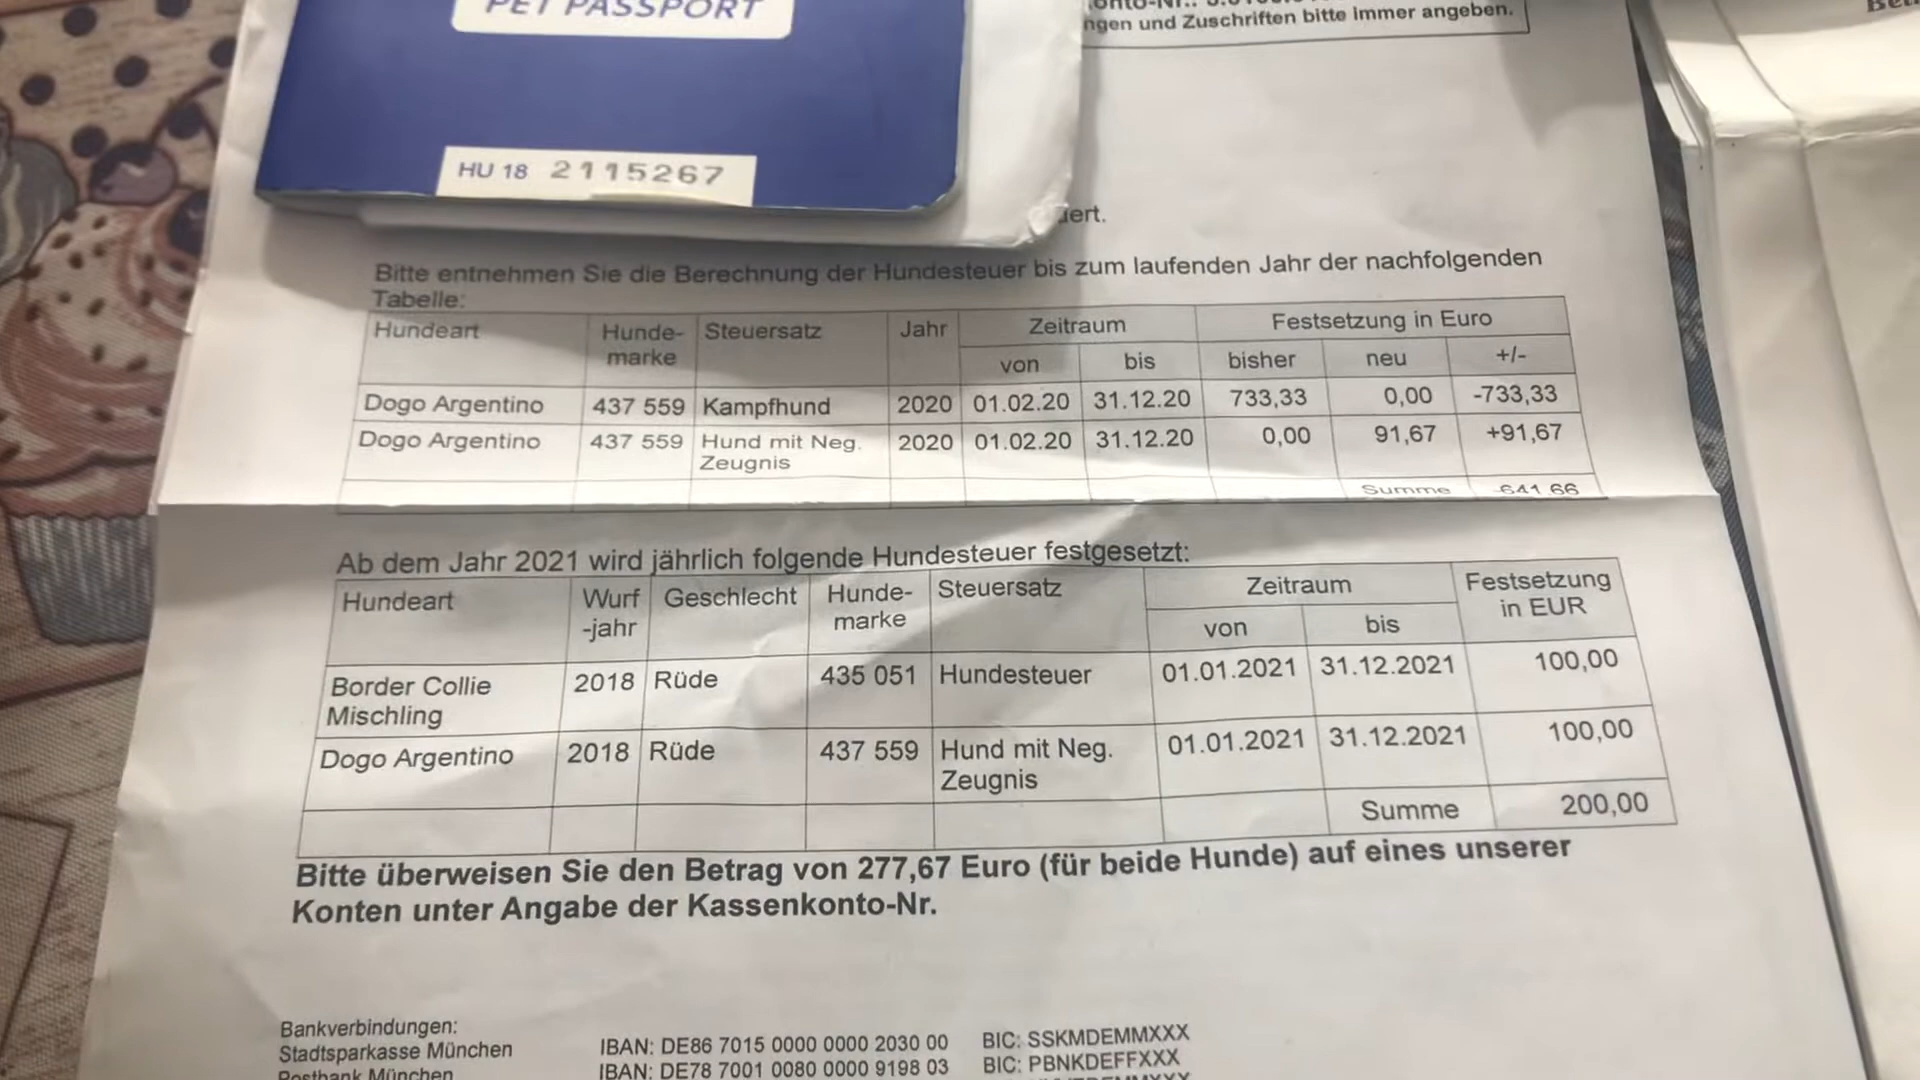 PET PASSPORT
HU 18 2115267
ngen und Zuschriften bitte immer angeben.
Bitte entnehmen Sie die Berechnung der Hundesteuer bis zum laufenden Jahr der nachfolgenden
Tabelle:
Hundeart Hunde-marke Steuersatz Jahr Zeitraum Festsetzung in Euro
von bis bisher neu +/-
Dogo Argentino 437 559 Kampfhund 2020 01.02.20 31.12.20 733,33 0,00 -733,33
Dogo Argentino 437 559 Hund mit Neg. 2020 01.02.20 31.12.20 0,00 91,67 +91,67
Zeugnis
Summe -641,66
Ab dem Jahr 2021 wird jährlich folgende Hundesteuer festgesetzt:
Hundeart Wurf-jahr Geschlecht Hunde-marke Steuersatz Zeitraum Festsetzung in EUR
von bis
Border Collie 2018 Rüde 435 051 Hundesteuer 01.01.2021 31.12.2021 100,00
Mischling
Dogo Argentino 2018 Rüde 437 559 Hund mit Neg. 01.01.2021 31.12.2021 100,00
Zeugnis
Summe 200,00
Bitte überweisen Sie den Betrag von 277,67 Euro (für beide Hunde) auf eines unserer
Konten unter Angabe der Kassenkonto-Nr.
Bankverbindungen:
Stadtsparkasse München IBAN: DE86 7015 0000 0000 2030 00 BIC: SSKMDEMMXXX
Postbank München IBAN: DE78 7001 0080 0000 9198 03 BIC: PBNKDEFFXXX